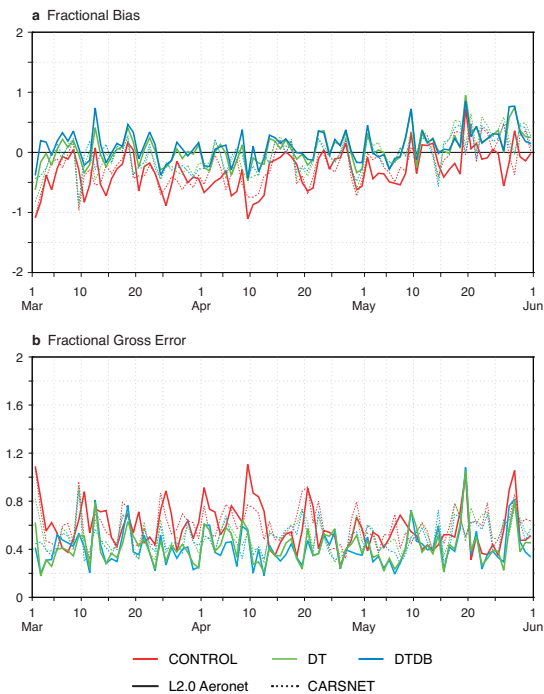 a Fractional Bias
2
1
0
-1
-2
1 10 20 1 10 1 10 20 1
Mar Apr May Jun
b Fractional Gross Error
2
1.6
1.2
0.8
0.4
0
1 10 20 1 10 20 1 10 20 1
Mar Apr May Jun
CONTROL DT DTDB
L2.0 Aeronet CARSNET